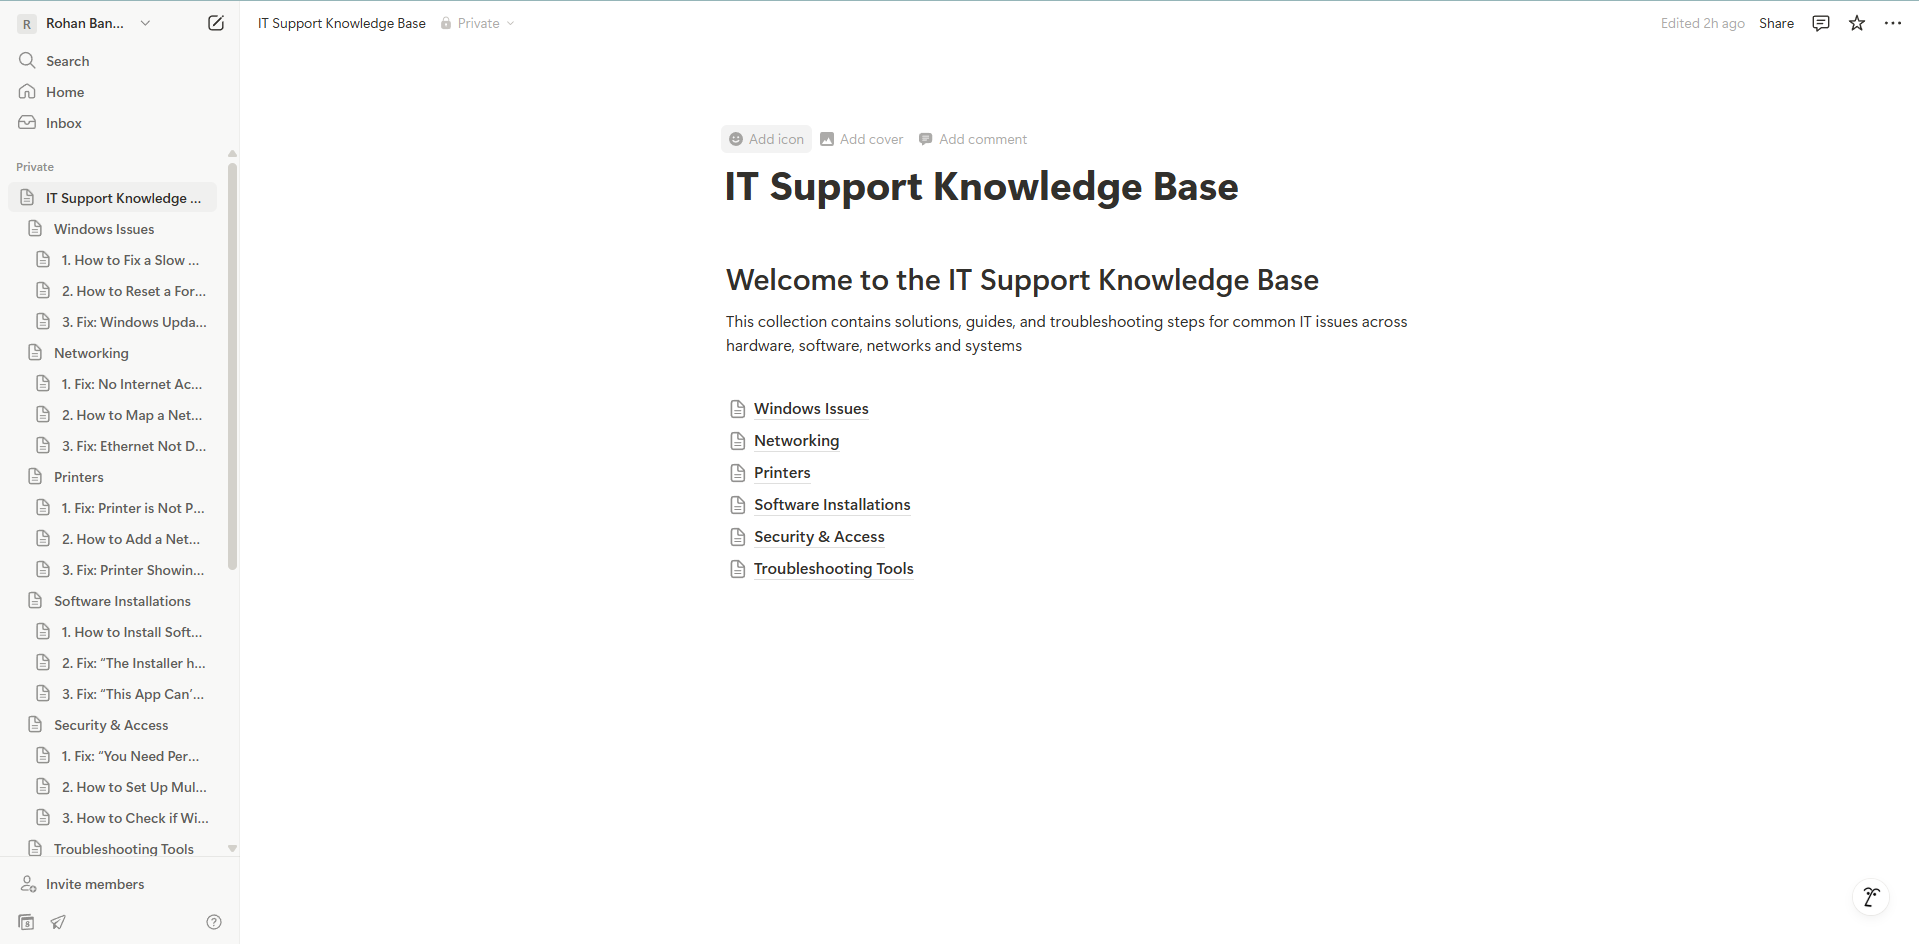 R Rohan Ban...
Search
Home
Inbox
Private
IT Support Knowledge ...
Windows Issues
1. How to Fix a Slow ...
2. How to Reset a For...
3. Fix: Windows Upda...
Networking
1. Fix: No Internet Ac...
2. How to Map a Net...
3. Fix: Ethernet Not D...
Printers
1. Fix: Printer is Not P...
2. How to Add a Net...
3. Fix: Printer Showin...
Software Installations
1. How to Install Soft...
2. Fix: “The Installer h...
3. Fix: “This App Can’...
Security & Access
1. Fix: “You Need Per...
2. How to Set Up Mul...
3. How to Check if Wi...
Troubleshooting Tools
Invite members
IT Support Knowledge Base Private
Edited 2h ago Share
Add icon Add cover Add comment
IT Support Knowledge Base
Welcome to the IT Support Knowledge Base
This collection contains solutions, guides, and troubleshooting steps for common IT issues across
hardware, software, networks and systems
Windows Issues
Networking
Printers
Software Installations
Security & Access
Troubleshooting Tools